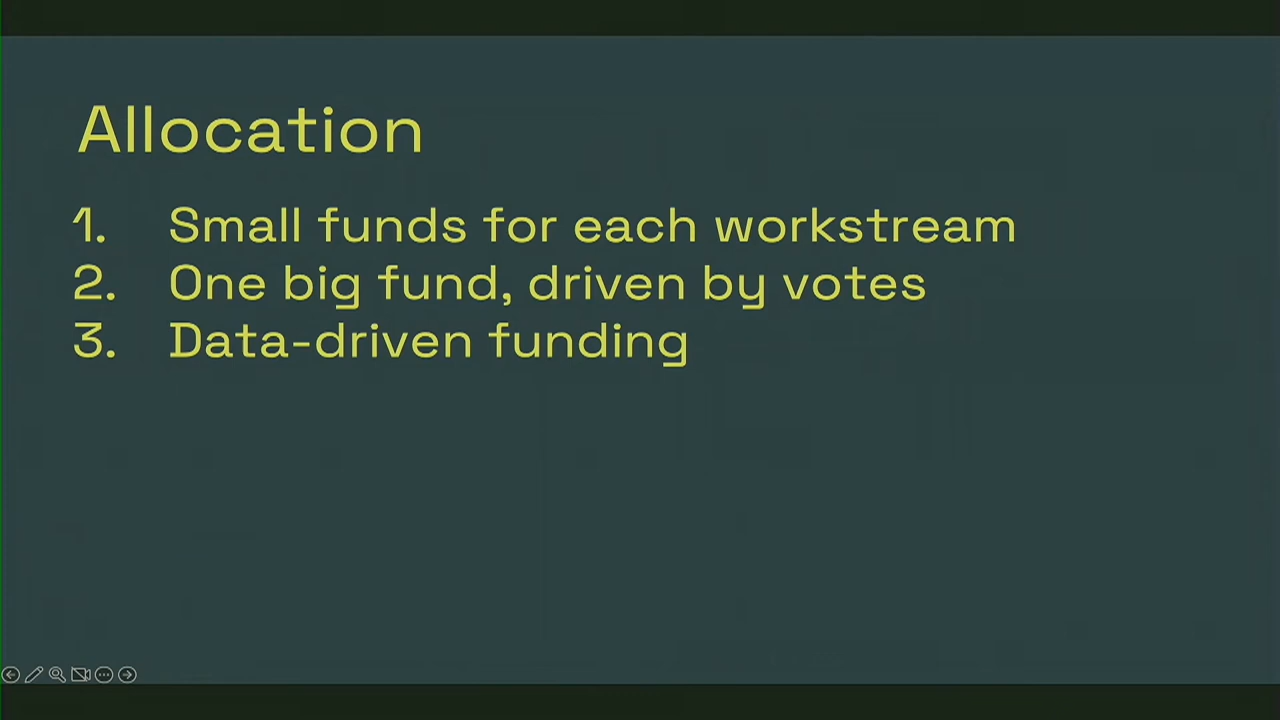 Allocation
1. Small funds for each workstream
2. One big fund, driven by votes
3. Data-driven funding